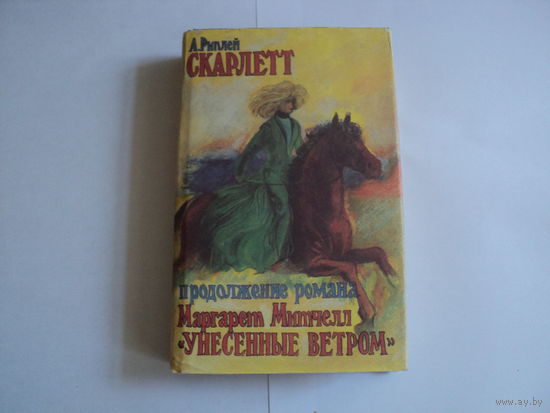 А.Риплей
СКАРЛЕТТ
продолжение романа
Маргарет Митчелл
"УНЕСЕННЫЕ ВЕТРОМ"
www.ay.by